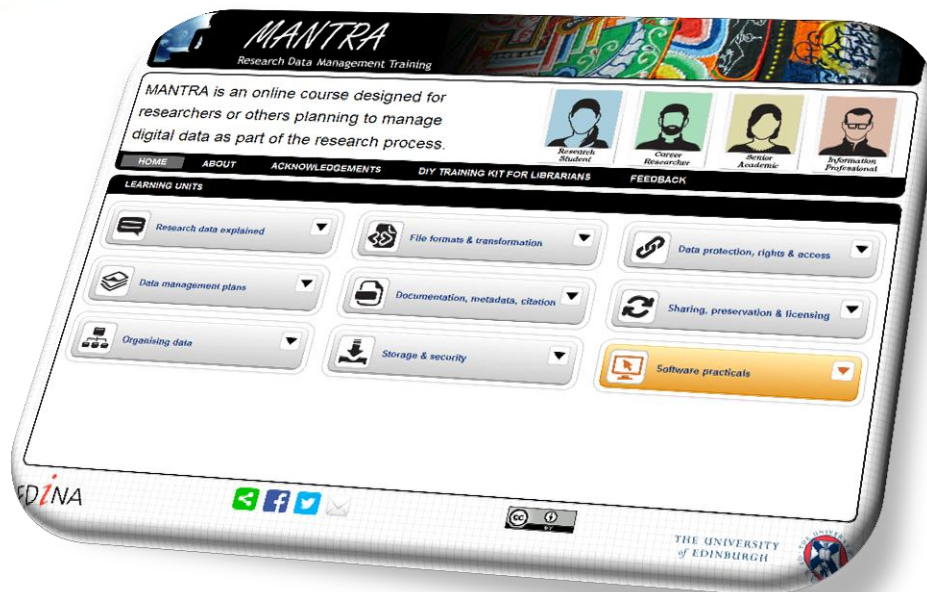 MANTRA
Research Data Management Training
MANTRA is an online course designed for
researchers or others planning to manage
digital data as part of the research process.
Research
Student
Career
Researcher
Senior
Academic
Information
Professional
HOME ABOUT ACKNOWLEDGEMENTS DIY TRAINING KIT FOR LIBRARIANS FEEDBACK
LEARNING UNITS
Research data explained
File formats & transformation
Data protection, rights & access
Data management plans
Documentation, metadata, citation
Sharing, preservation & licensing
Organising data
Storage & security
Software practicals
EDINA
cc
BY
THE UNIVERSITY
of EDINBURGH